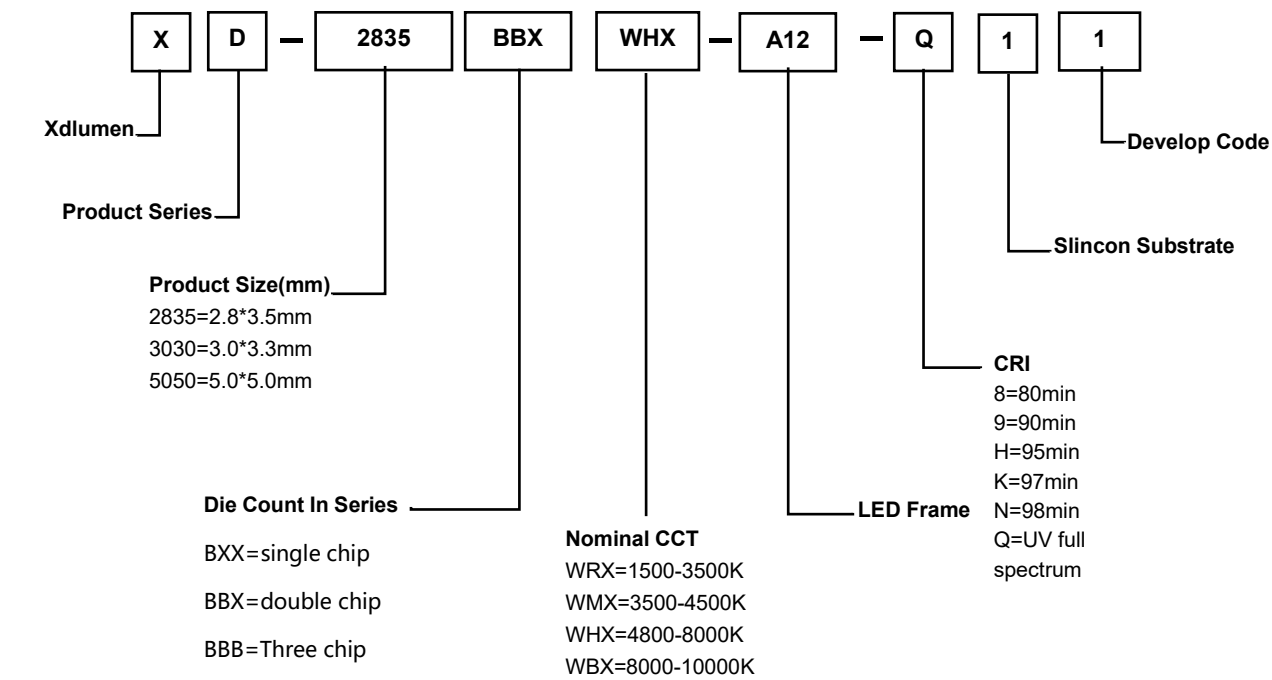 X D — 2835 BBX WHX — A12 — Q 1 1
Xdlumen
Develop Code
Product Series
Slincon Substrate
Product Size(mm)
2835=2.8*3.5mm
3030=3.0*3.3mm
5050=5.0*5.0mm
CRI
8=80min
9=90min
H=95min
K=97min
N=98min
Q=UV full
spectrum
Die Count In Series
BXX=single chip
BBX=double chip
BBB=Three chip
LED Frame
Nominal CCT
WRX=1500-3500K
WMX=3500-4500K
WHX=4800-8000K
WBX=8000-10000K